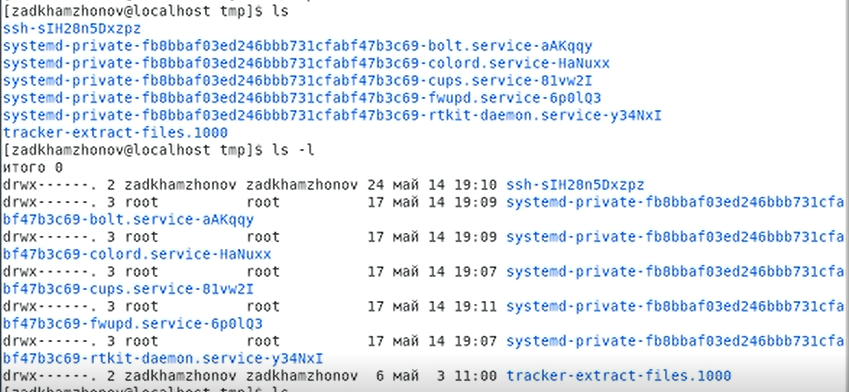 [zadkhamzhonov@localhost tmp]$ ls
ssh-sIH28n5Dxzpz
systemd-private-fb8bbaf03ed246bbb731cfabf47b3c69-bolt.service-aAKqqy
systemd-private-fb8bbaf03ed246bbb731cfabf47b3c69-colord.service-HaNuxx
systemd-private-fb8bbaf03ed246bbb731cfabf47b3c69-cups.service-81vw2I
systemd-private-fb8bbaf03ed246bbb731cfabf47b3c69-fwupd.service-6p0lQ3
systemd-private-fb8bbaf03ed246bbb731cfabf47b3c69-rtkit-daemon.service-y34NxI
tracker-extract-files.1000
[zadkhamzhonov@localhost tmp]$ ls -l
итого 0
drwx------. 2 zadkhamzhonov zadkhamzhonov 24 май 14 19:10 ssh-sIH28n5Dxzpz
drwx------. 3 root          root          17 май 14 19:09 systemd-private-fb8bbaf03ed246bbb731cfa
bf47b3c69-bolt.service-aAKqqy
drwx------. 3 root          root          17 май 14 19:09 systemd-private-fb8bbaf03ed246bbb731cfa
bf47b3c69-colord.service-HaNuxx
drwx------. 3 root          root          17 май 14 19:07 systemd-private-fb8bbaf03ed246bbb731cfa
bf47b3c69-cups.service-81vw2I
drwx------. 3 root          root          17 май 14 19:11 systemd-private-fb8bbaf03ed246bbb731cfa
bf47b3c69-fwupd.service-6p0lQ3
drwx------. 3 root          root          17 май 14 19:07 systemd-private-fb8bbaf03ed246bbb731cfa
bf47b3c69-rtkit-daemon.service-y34NxI
drwx------. 2 zadkhamzhonov zadkhamzhonov  6 май  3 11:00 tracker-extract-files.1000